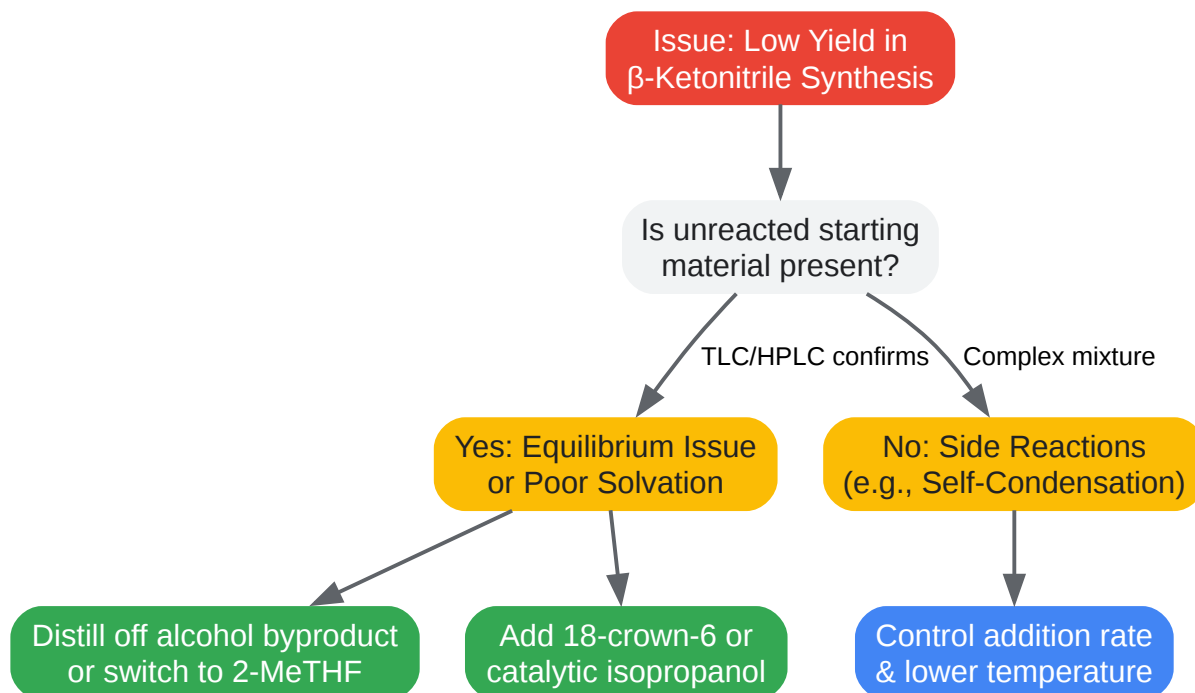 Issue: Low Yield in
β-Ketonitrile Synthesis
Is unreacted starting
material present?
TLC/HPLC confirms
Complex mixture
Yes: Equilibrium Issue
or Poor Solvation
No: Side Reactions
(e.g., Self-Condensation)
Distill off alcohol byproduct
or switch to 2-MeTHF
Add 18-crown-6 or
catalytic isopropanol
Control addition rate
& lower temperature